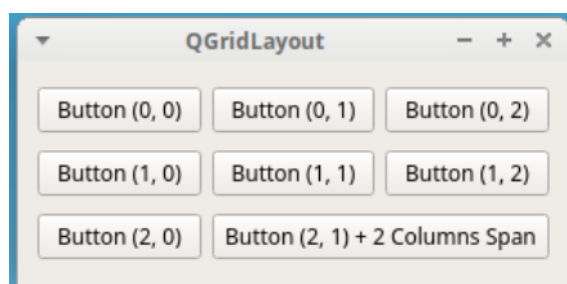 QGridLayout
Button (0, 0) Button (0, 1) Button (0, 2)
Button (1, 0) Button (1, 1) Button (1, 2)
Button (2, 0) Button (2, 1) + 2 Columns Span